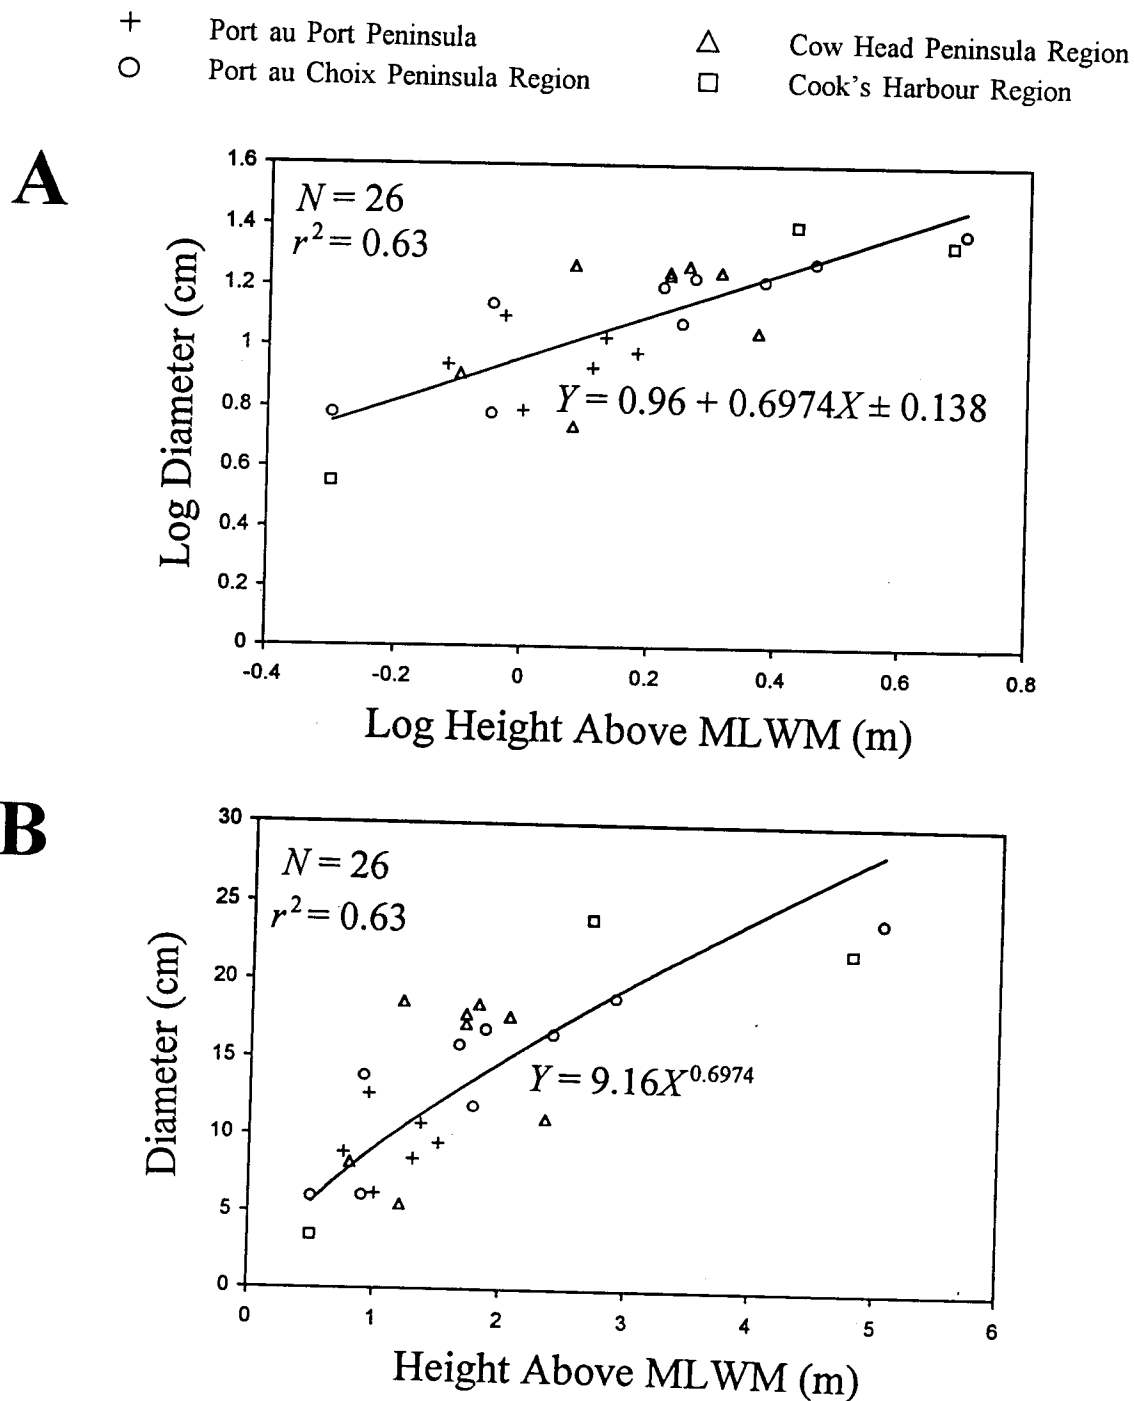 + Port au Port Peninsula
○ Port au Choix Peninsula Region
△ Cow Head Peninsula Region
□ Cook's Harbour Region
A
N = 26
r² = 0.63
Y = 0.96 + 0.6974X ± 0.138
Log Diameter (cm)
1.6
1.4
1.2
1
0.8
0.6
0.4
0.2
0
-0.4 -0.2 0 0.2 0.4 0.6 0.8
Log Height Above MLWM (m)
B
N = 26
r² = 0.63
Y = 9.16X^0.6974
Diameter (cm)
30
25
20
15
10
5
0
0 1 2 3 4 5 6
Height Above MLWM (m)